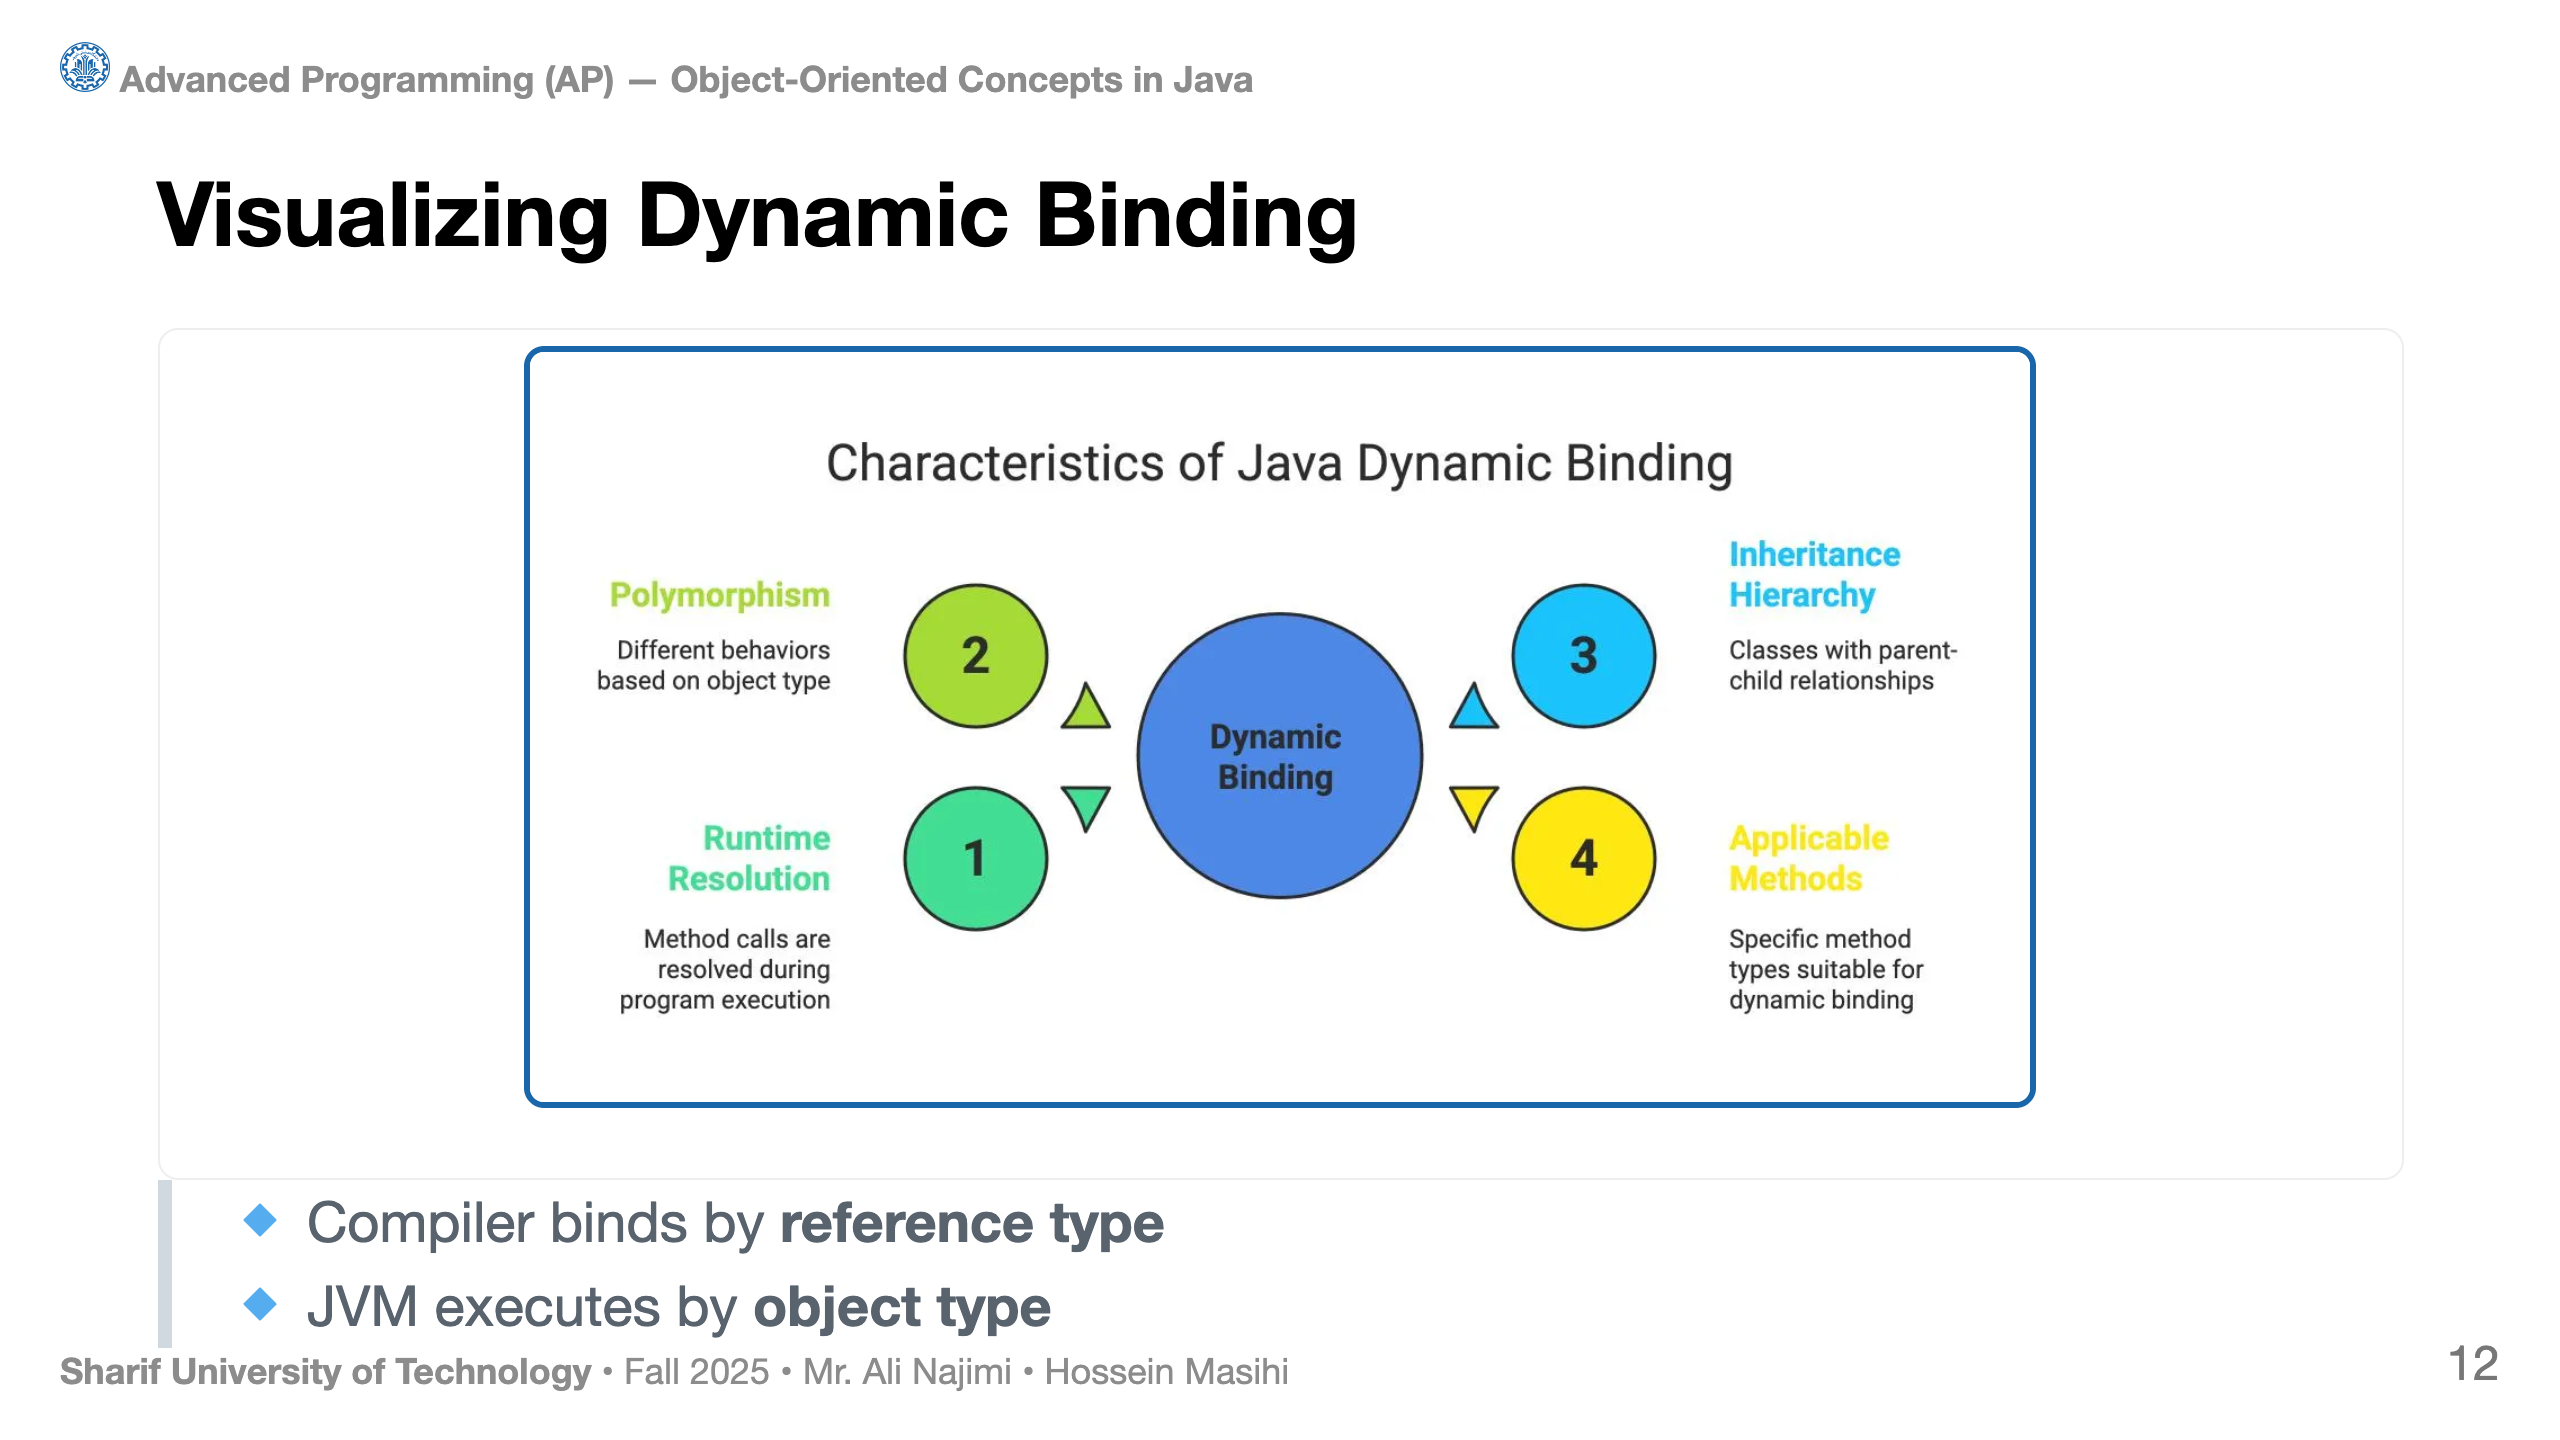 Advanced Programming (AP) — Object-Oriented Concepts in Java
Visualizing Dynamic Binding
Characteristics of Java Dynamic Binding
Polymorphism
Different behaviors
based on object type
2
Runtime
Resolution
Method calls are
resolved during
program execution
1
Dynamic
Binding
3
Inheritance
Hierarchy
Classes with parent-
child relationships
4
Applicable
Methods
Specific method
types suitable for
dynamic binding
Compiler binds by reference type
JVM executes by object type
Sharif University of Technology • Fall 2025 • Mr. Ali Najimi • Hossein Masihi
12